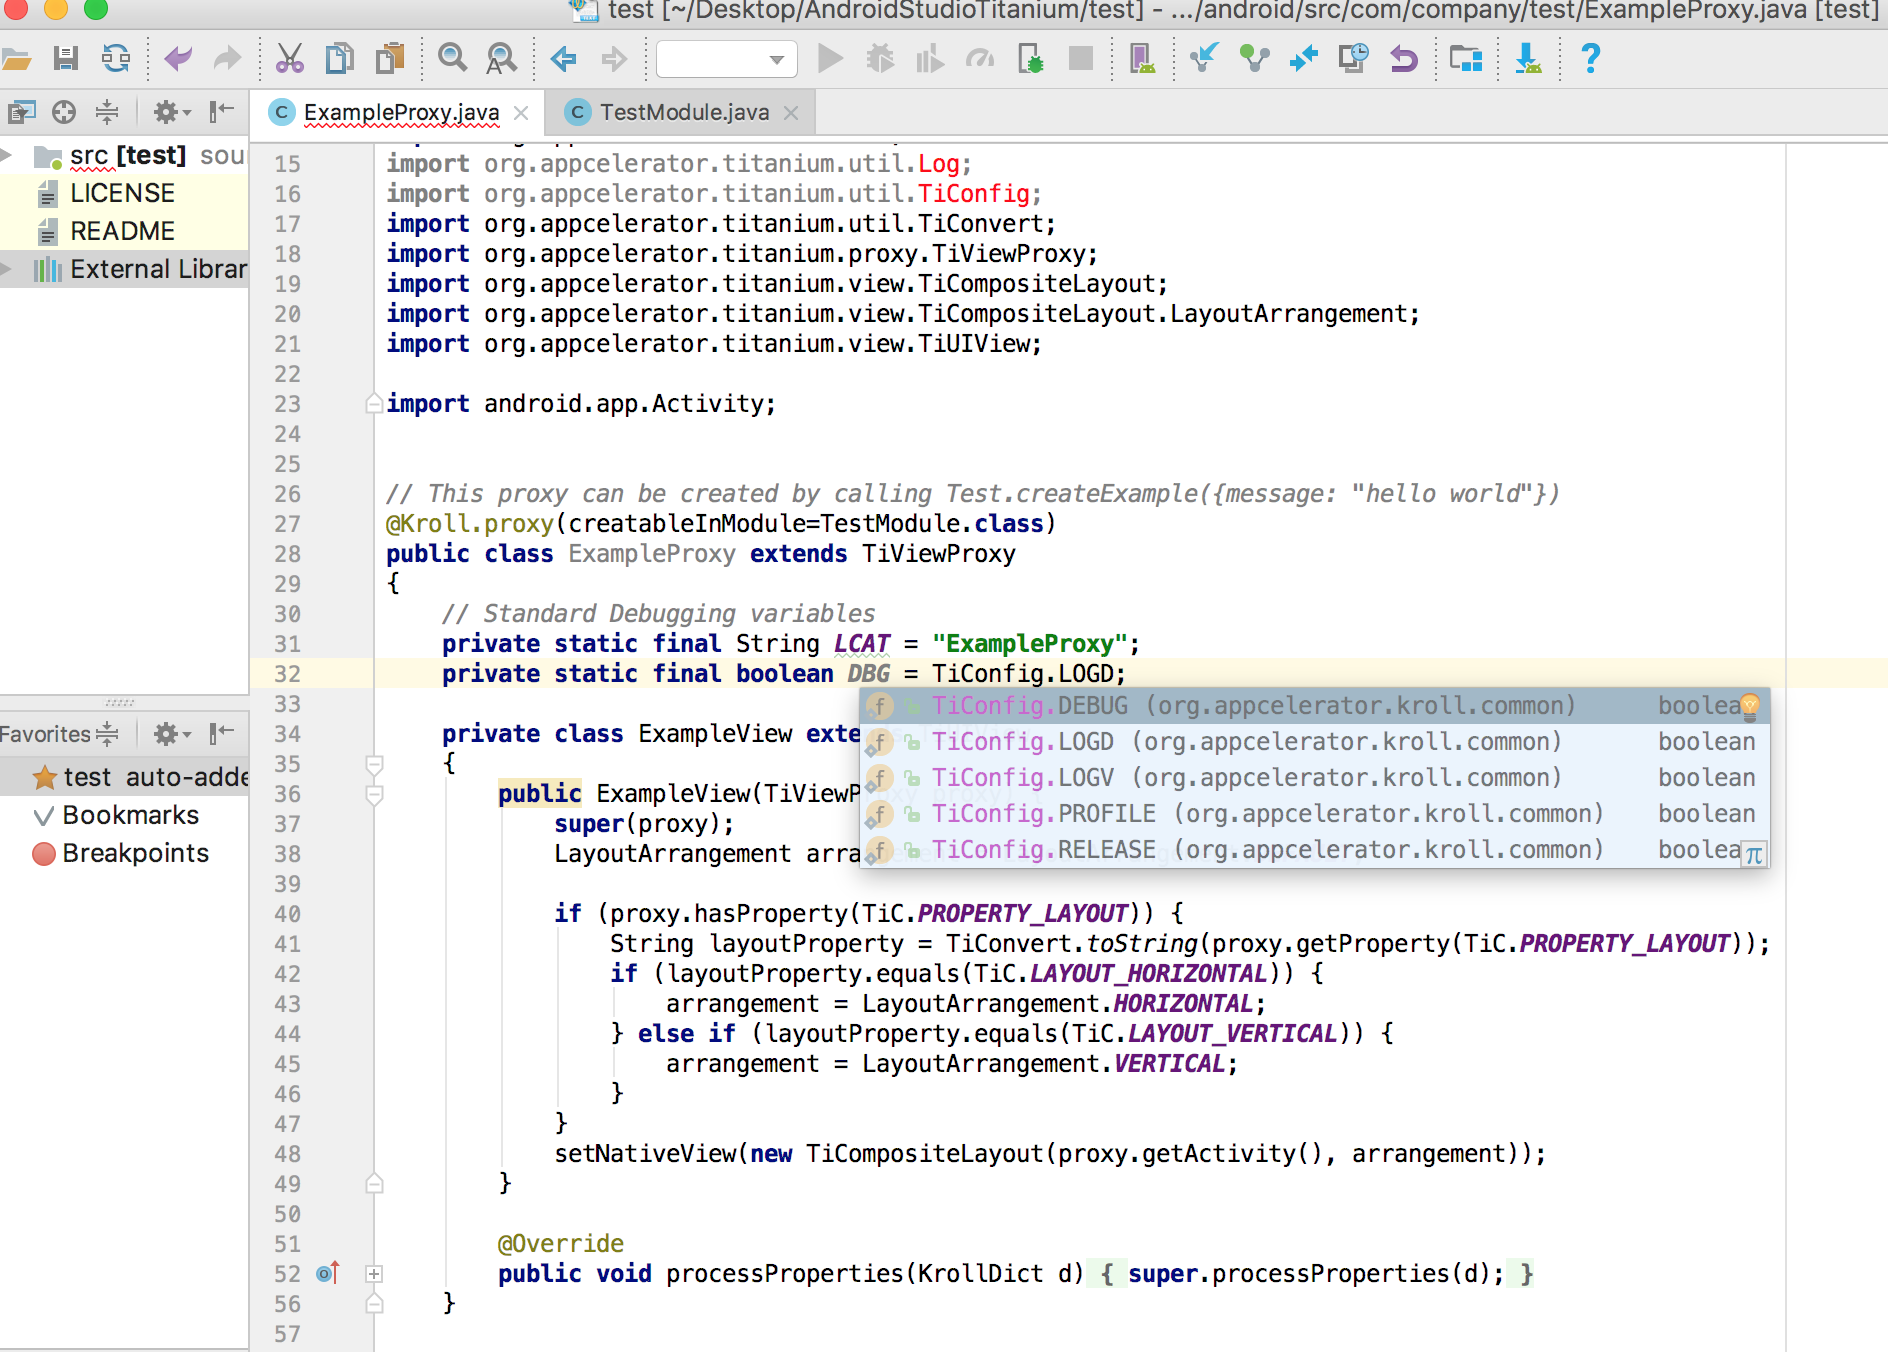 test [~/Desktop/AndroidStudioTitanium/test] - .../android/src/com/company/test/ExampleProxy.java [test]
ExampleProxy.java
TestModule.java
src [test] sou
LICENSE
README
External Librar
Favorites
test auto-adde
Bookmarks
Breakpoints
15 import org.appcelerator.titanium.util.Log;
16 import org.appcelerator.titanium.util.TiConfig;
17 import org.appcelerator.titanium.util.TiConvert;
18 import org.appcelerator.titanium.proxy.TiViewProxy;
19 import org.appcelerator.titanium.view.TiCompositeLayout;
20 import org.appcelerator.titanium.view.TiCompositeLayout.LayoutArrangement;
21 import org.appcelerator.titanium.view.TiUIView;
22
23 import android.app.Activity;
24
25
26 // This proxy can be created by calling Test.createExample({message: "hello world"})
27 @Kroll.proxy(creatableInModule=TestModule.class)
28 public class ExampleProxy extends TiViewProxy
29 {
30 // Standard Debugging variables
31 private static final String LCAT = "ExampleProxy";
32 private static final boolean DBG = TiConfig.LOGD;
33
TiConfig.DEBUG (org.appcelerator.kroll.common) boolea
34 private class ExampleView exte
TiConfig.LOGD (org.appcelerator.kroll.common) boolean
35 {
TiConfig.LOGV (org.appcelerator.kroll.common) boolean
36 public ExampleView(TiViewP
TiConfig.PROFILE (org.appcelerator.kroll.common) boolean
37 super(proxy);
TiConfig.RELEASE (org.appcelerator.kroll.common) boolea
38 LayoutArrangement arra
39
40 if (proxy.hasProperty(TiC.PROPERTY_LAYOUT)) {
41 String layoutProperty = TiConvert.toString(proxy.getProperty(TiC.PROPERTY_LAYOUT));
42 if (layoutProperty.equals(TiC.LAYOUT_HORIZONTAL)) {
43 arrangement = LayoutArrangement.HORIZONTAL;
44 } else if (layoutProperty.equals(TiC.LAYOUT_VERTICAL)) {
45 arrangement = LayoutArrangement.VERTICAL;
46 }
47 }
48 setNativeView(new TiCompositeLayout(proxy.getActivity(), arrangement));
49 }
50
51 @Override
52 public void processProperties(KrollDict d) { super.processProperties(d); }
56 }
57